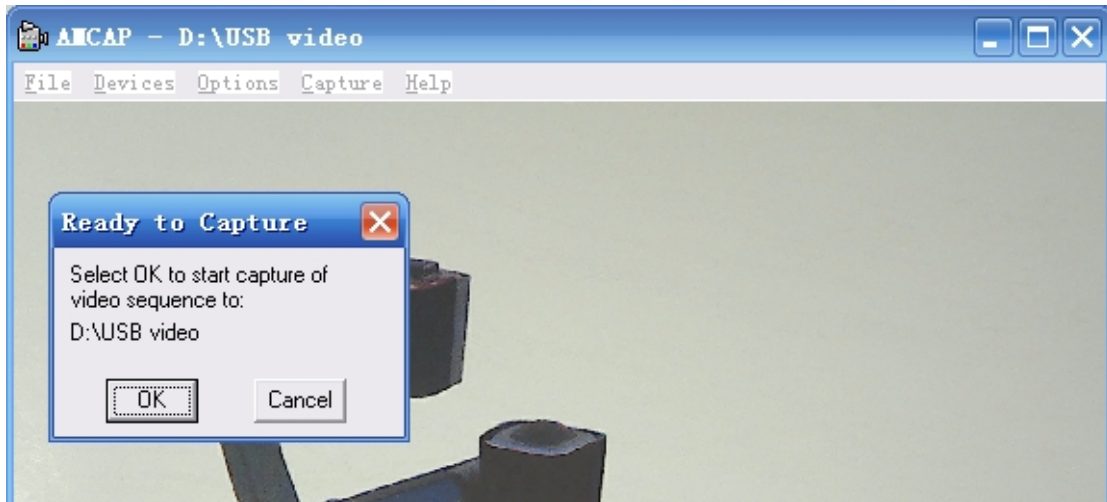 AMCAP - D:\USB video
File Devices Options Capture Help
Ready to Capture
Select OK to start capture of
video sequence to:
D:\USB video
OK Cancel